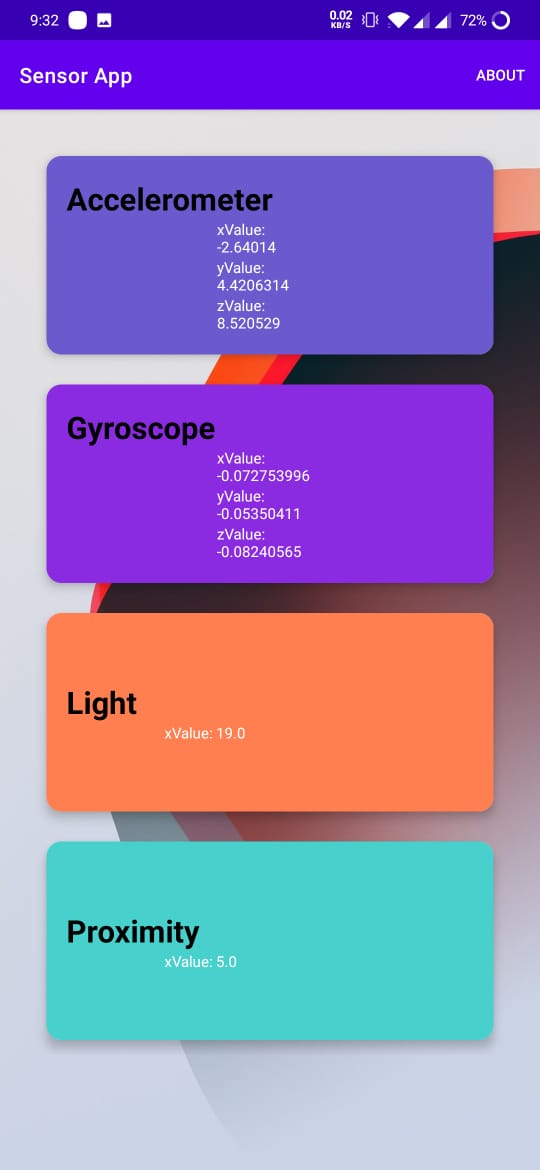 9:32 0.02 KB/S 72%
Sensor App ABOUT
Accelerometer
xValue:
-2.64014
yValue:
4.4206314
zValue:
8.520529
Gyroscope
xValue:
-0.072753996
yValue:
-0.05350411
zValue:
-0.08240565
Light
xValue: 19.0
Proximity
xValue: 5.0